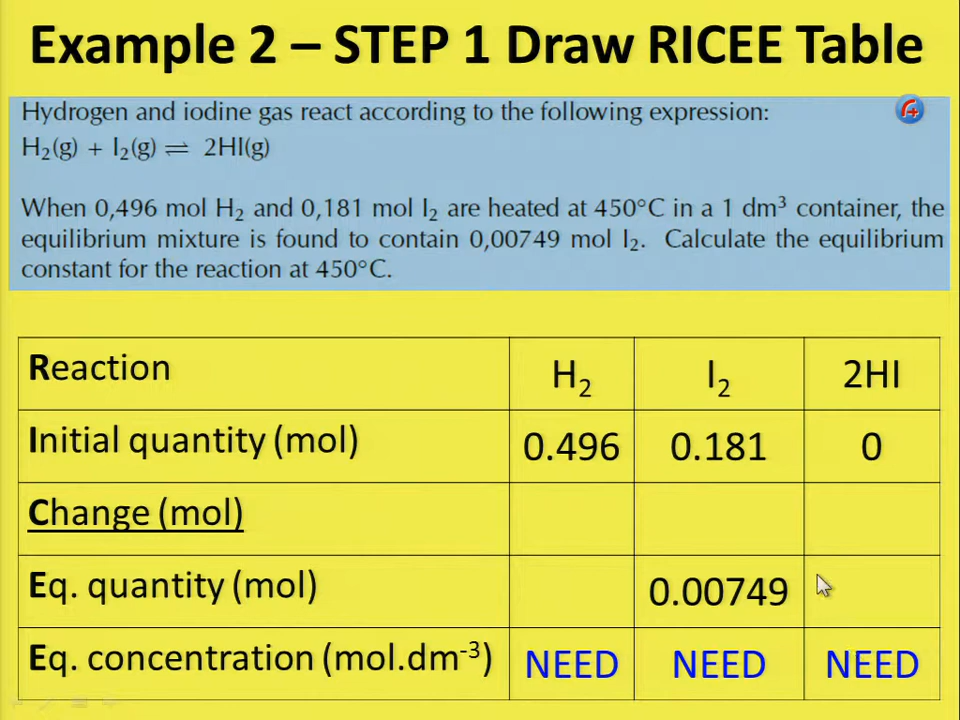 Example 2 – STEP 1 Draw RICEE Table
Hydrogen and iodine gas react according to the following expression:
H₂(g) + I₂(g) ⇌ 2HI(g)
When 0,496 mol H₂ and 0,181 mol I₂ are heated at 450°C in a 1 dm³ container, the
equilibrium mixture is found to contain 0,00749 mol I₂. Calculate the equilibrium
constant for the reaction at 450°C.
Reaction H₂ I₂ 2HI
Initial quantity (mol) 0.496 0.181 0
Change (mol)
Eq. quantity (mol) 0.00749
Eq. concentration (mol.dm⁻³) NEED NEED NEED